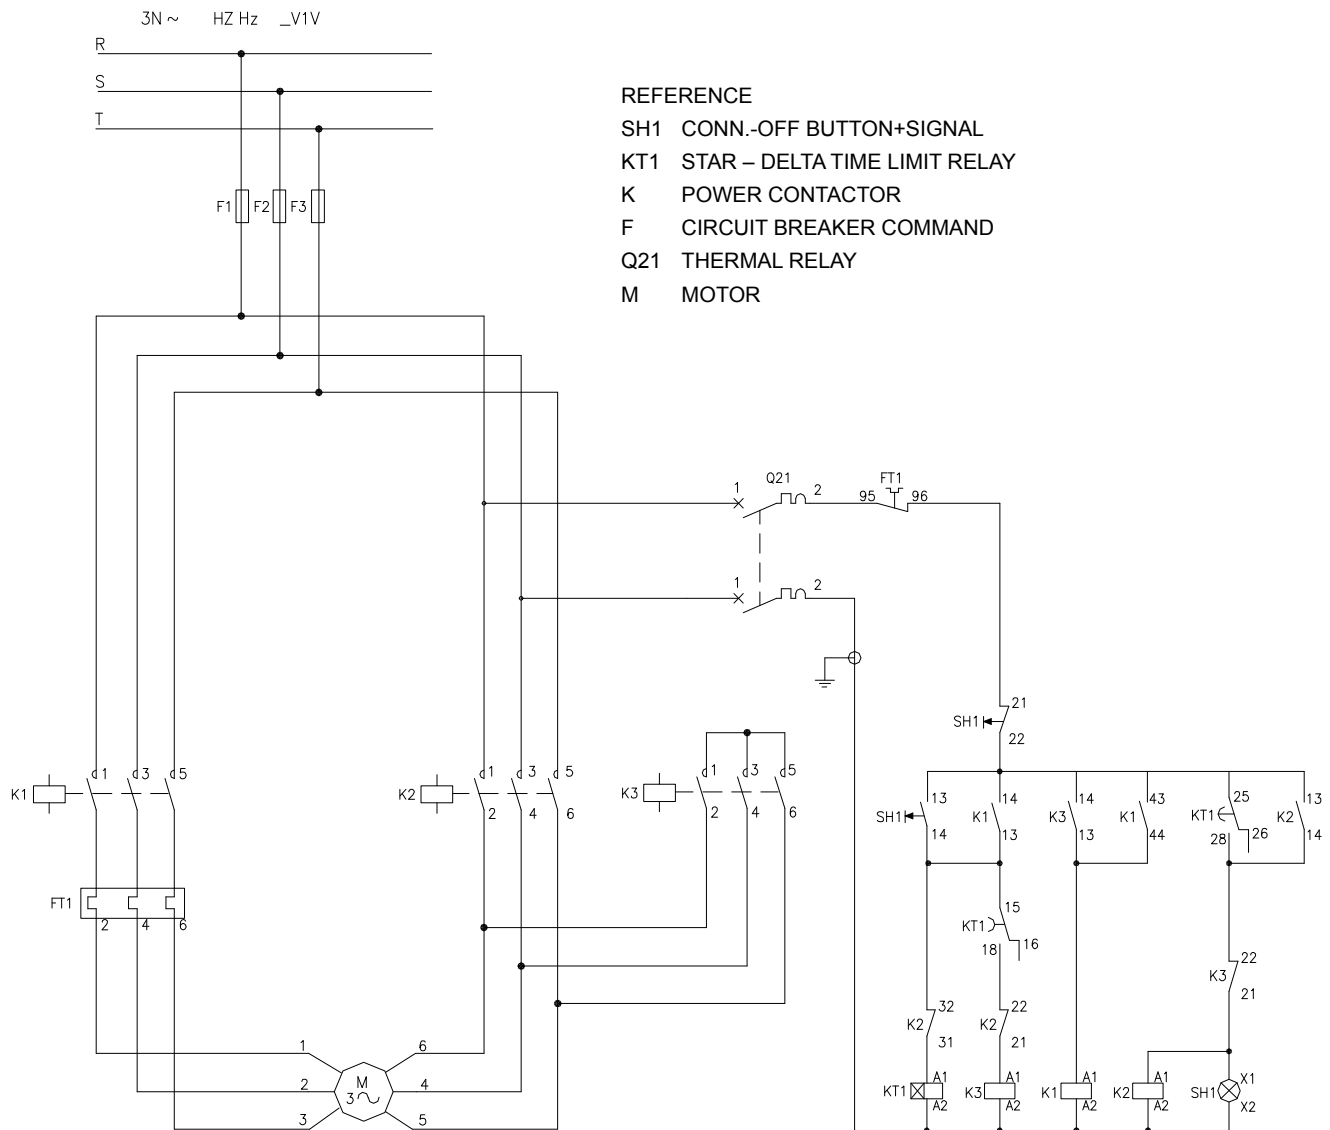 3N ~ HZ Hz _V1V
R
S
T
REFERENCE
SH1 CONN.-OFF BUTTON+SIGNAL
KT1 STAR – DELTA TIME LIMIT RELAY
K POWER CONTACTOR
F CIRCUIT BREAKER COMMAND
Q21 THERMAL RELAY
M MOTOR
F1 F2 F3
1 Q21 2 95 FT1 96
1 2
21
SH1
22
K1 1 3 5
K2 1 3 5
2 4 6
K3 1 3 5
2 4 6
13 14 14 43 25 13
SH1 K1 K3 K1 KT1 K2
14 13 13 44 28 26 14
FT1
2 4 6
15
KT1
18 16
22
K3
21
32 22
K2 K2
31 21
1 6
2 M 3 4
3 5
A1 A1 A1 A1 X1
KT1 K3 K1 K2 SH1
A2 A2 A2 A2 X2